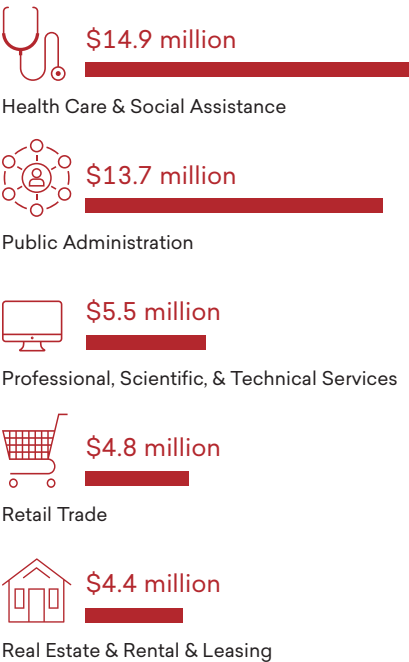 $14.9 million
Health Care & Social Assistance
$13.7 million
Public Administration
$5.5 million
Professional, Scientific, & Technical Services
$4.8 million
Retail Trade
$4.4 million
Real Estate & Rental & Leasing